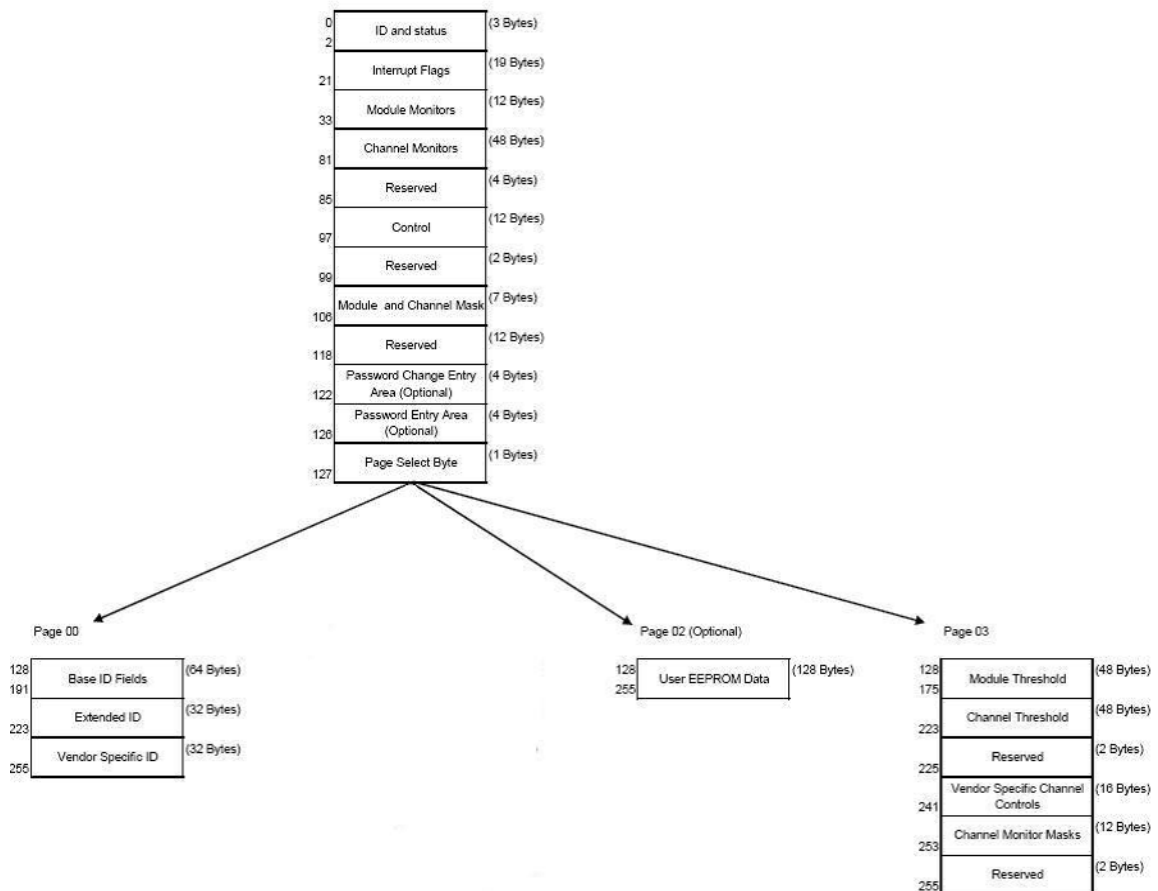 0 ID and status (3 Bytes)
2
Interrupt Flags (19 Bytes)
21
Module Monitors (12 Bytes)
33
Channel Monitors (48 Bytes)
81
Reserved (4 Bytes)
85
Control (12 Bytes)
97
Reserved (2 Bytes)
99
Module and Channel Mask (7 Bytes)
106
Reserved (12 Bytes)
118
Password Change Entry (4 Bytes)
122 Area (Optional)
Password Entry Area (4 Bytes)
126 (Optional)
Page Select Byte (1 Bytes)
127
Page 00
128 Base ID Fields (64 Bytes)
191
Extended ID (32 Bytes)
223
Vendor Specific ID (32 Bytes)
255
Page 02 (Optional)
128 User EEPROM Data (128 Bytes)
255
Page 03
128 Module Threshold (48 Bytes)
175
Channel Threshold (48 Bytes)
223
Reserved (2 Bytes)
225
Vendor Specific Channel (16 Bytes)
241 Controls
Channel Monitor Masks (12 Bytes)
253
Reserved (2 Bytes)
255